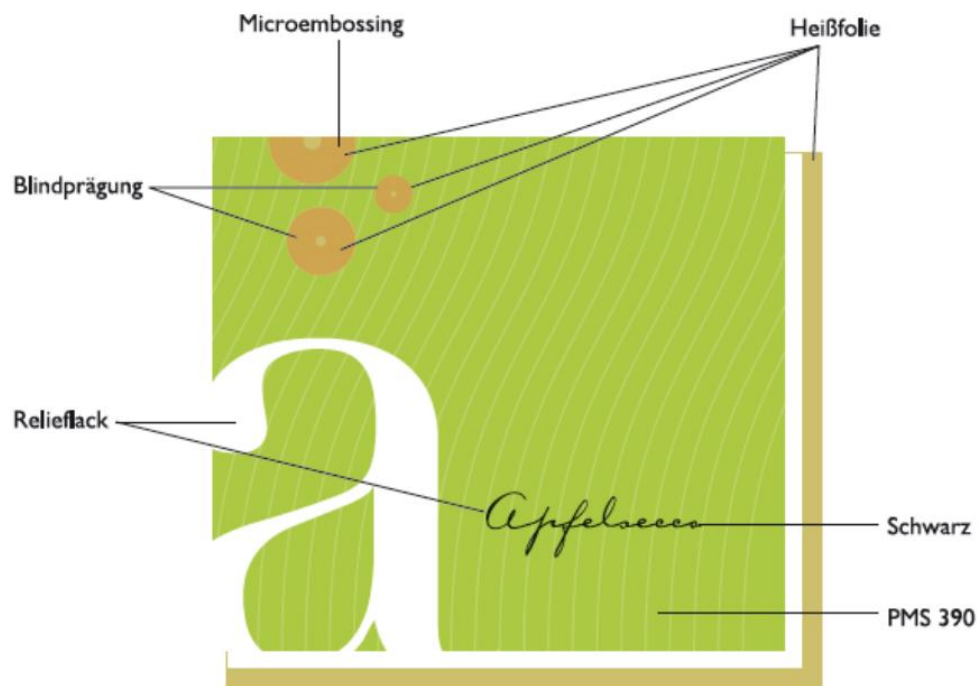 Microembossing
Heißfolie
Blindprägung
Relieflack
a
Apfelsecco
Schwarz
PMS 390